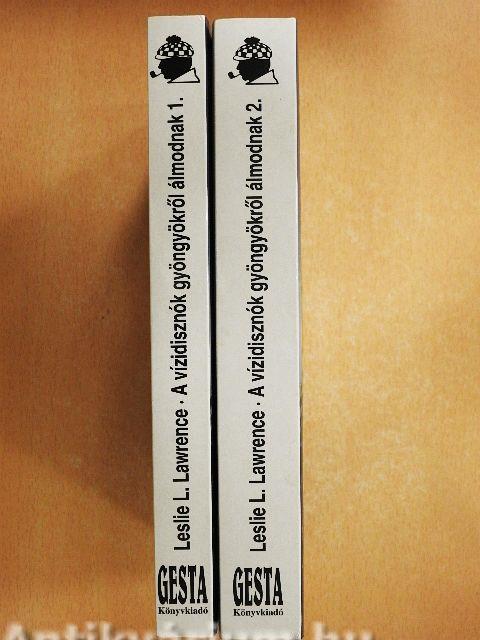 Leslie L. Lawrence · A vízidisznók gyöngyökről álmodnak 1.
GESTA
Könyvkiadó
Leslie L. Lawrence · A vízidisznók gyöngyökről álmodnak 2.
GESTA
Könyvkiadó